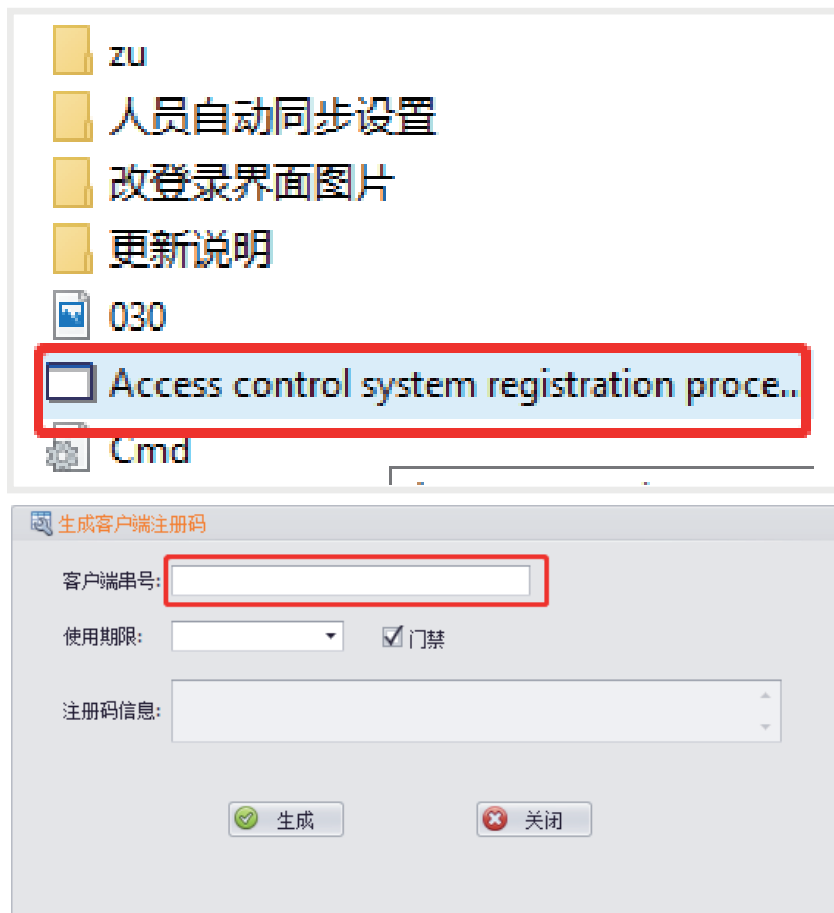 zu
人员自动同步设置
改登录界面图片
更新说明
030
Access control system registration proce...
Cmd
生成客户端注册码
客户端串号:
使用期限:
门禁
注册码信息:
生成
关闭